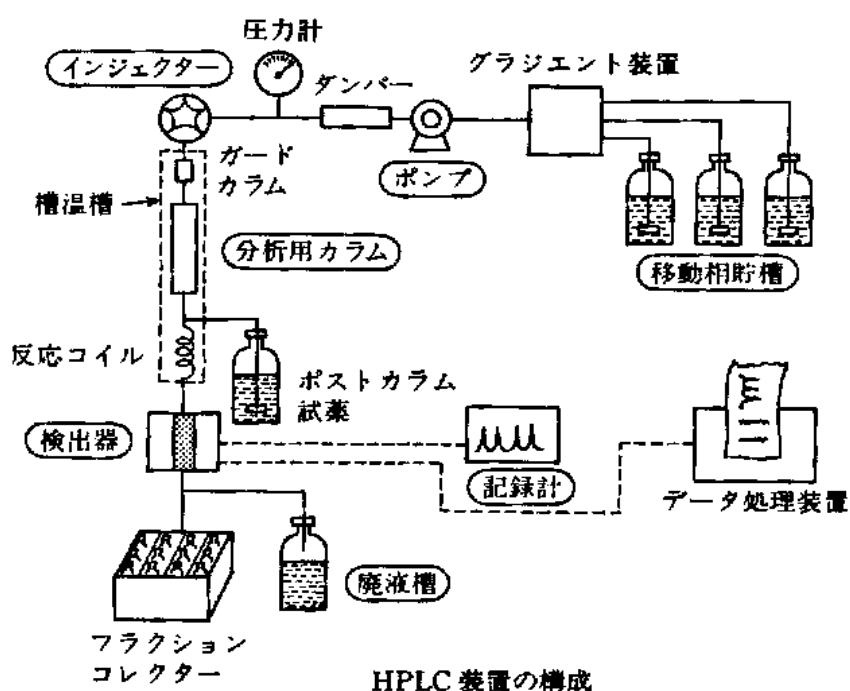 圧力計
インジェクター
ダンパー
グラジエント装置
ガード
カラム
ポンプ
槽温槽
分析用カラム
移動相貯槽
反応コイル
ポストカラム
試薬
検出器
記録計
データ処理装置
廃液槽
フラクション
コレクター
HPLC 装置の構成